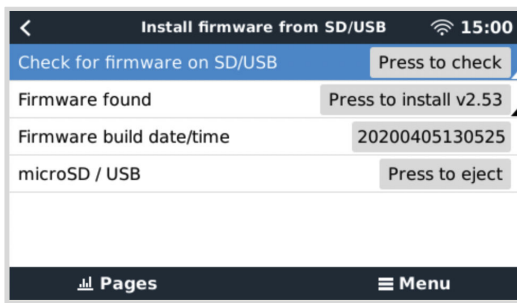 Install firmware from SD/USB 15:00
Check for firmware on SD/USB Press to check
Firmware found Press to install v2.53
Firmware build date/time 20200405130525
microSD / USB Press to eject
Pages Menu